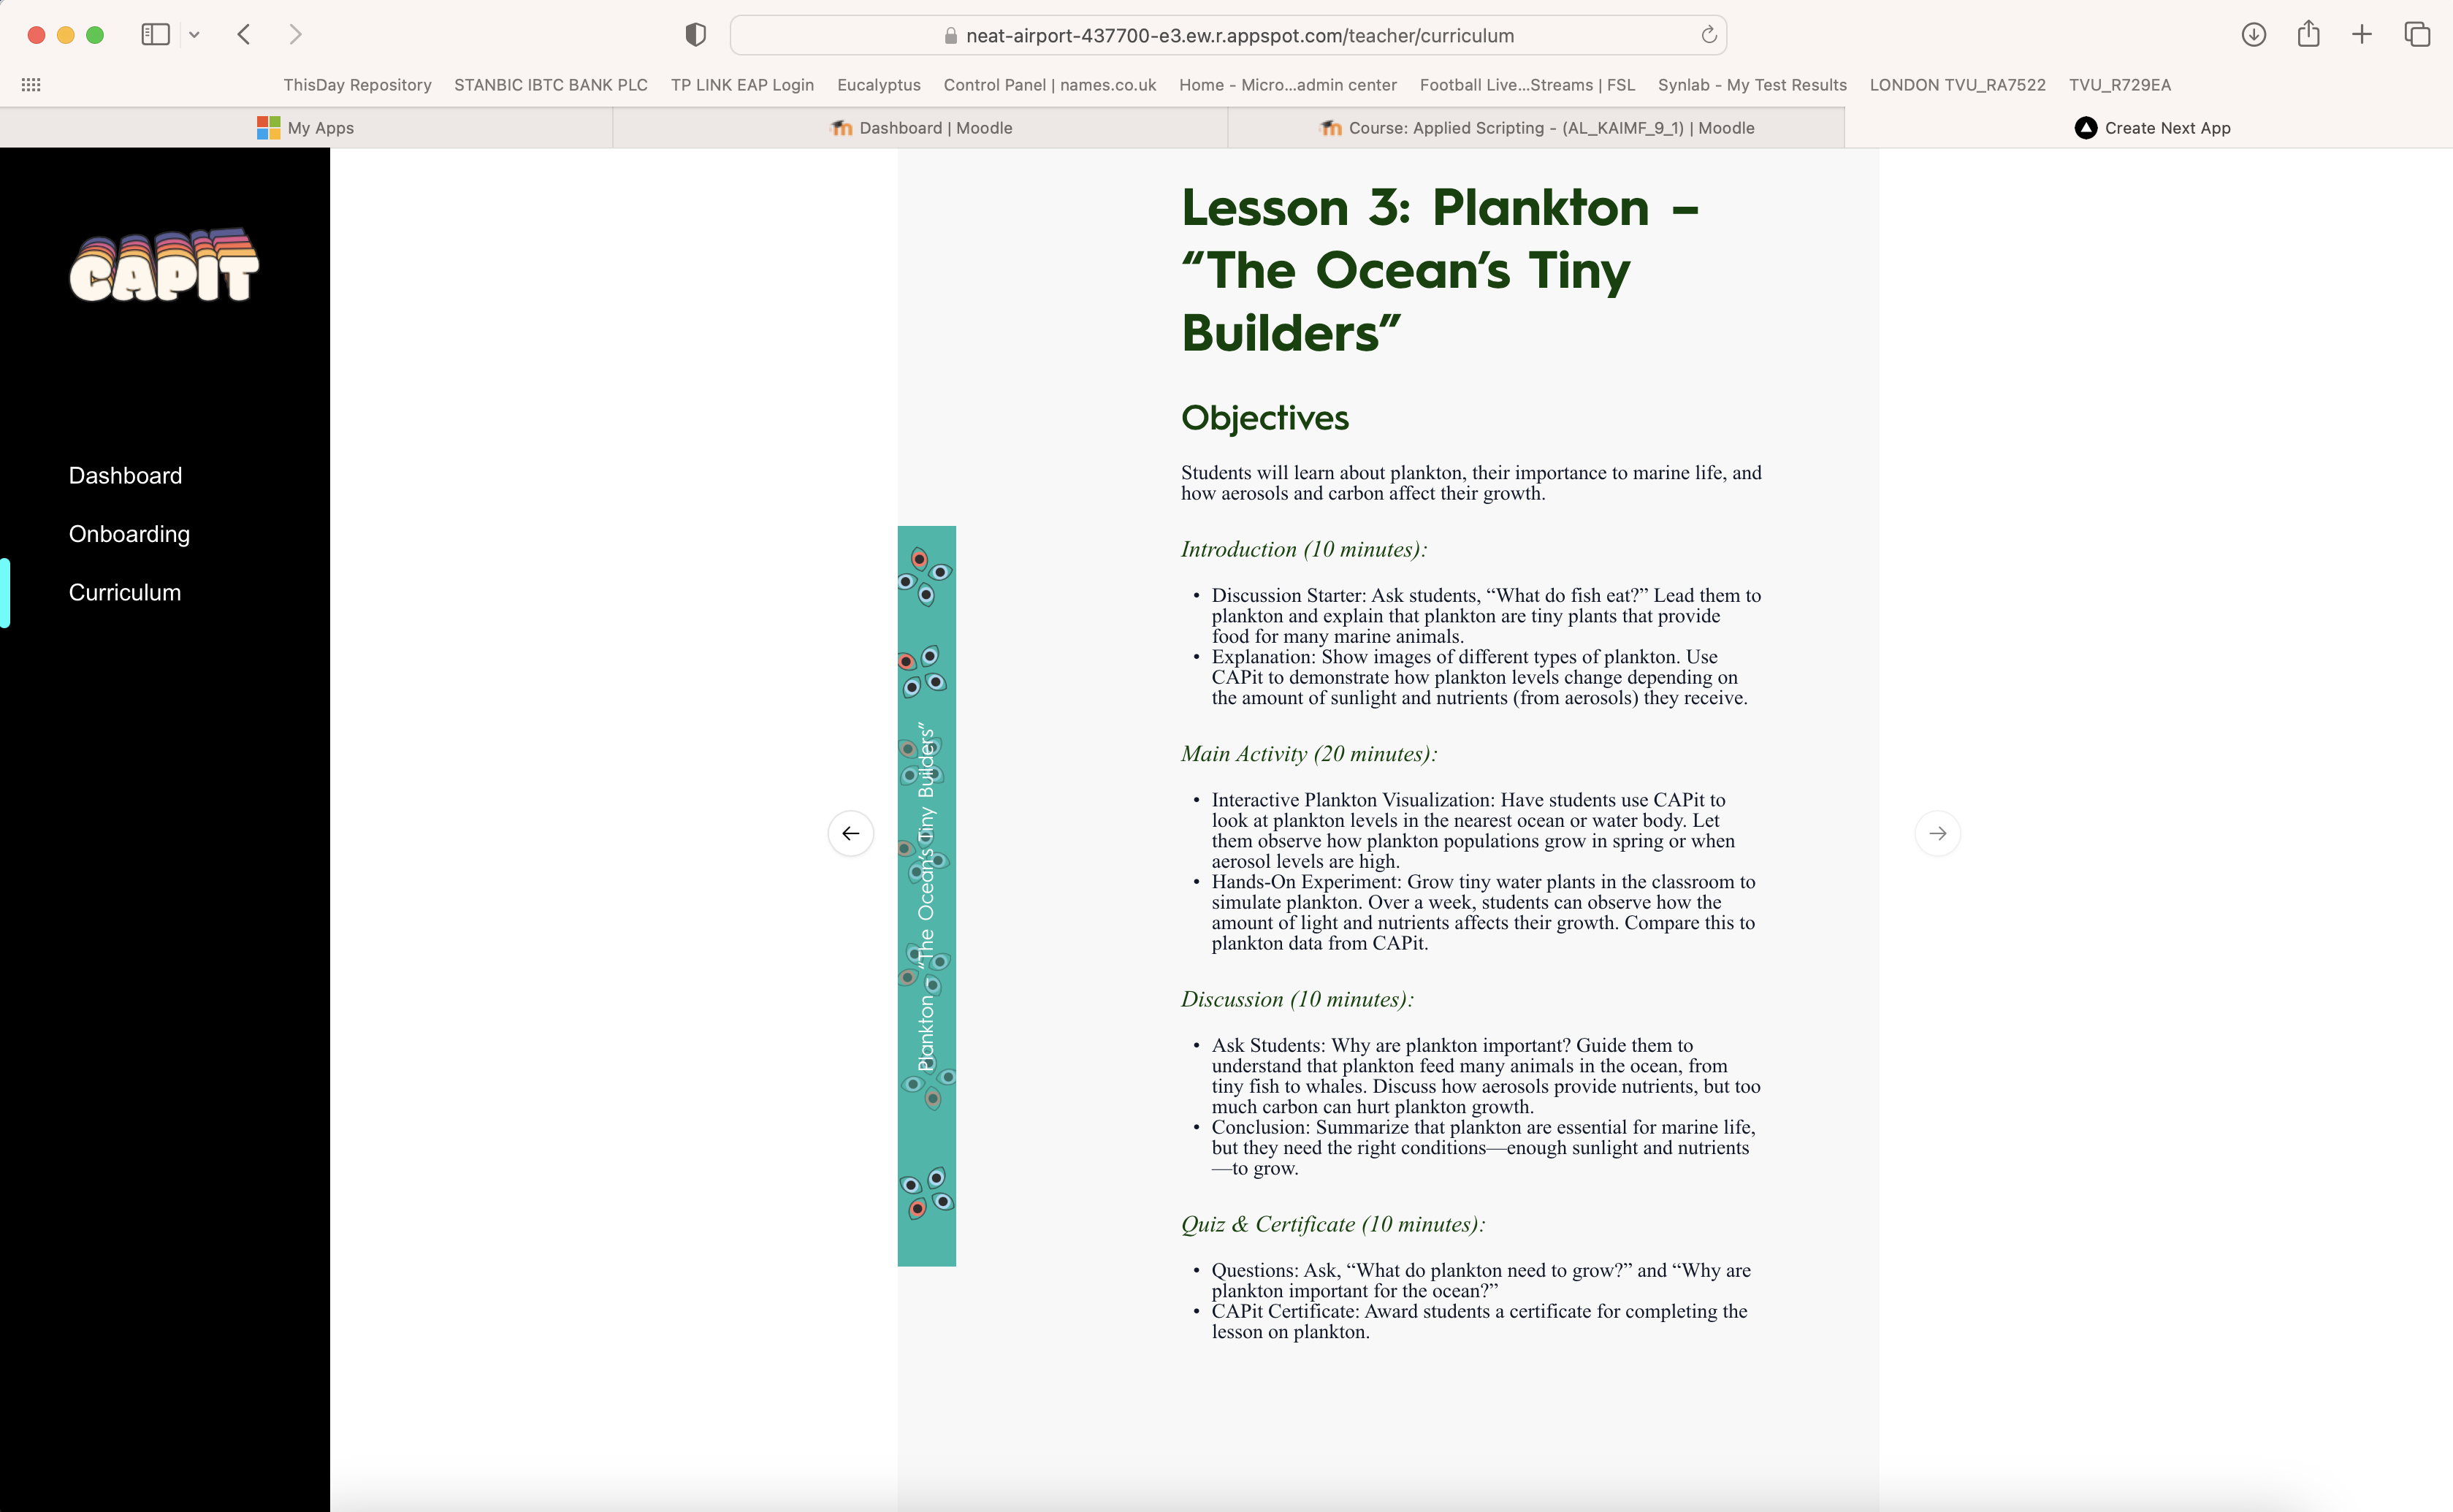 neat-airport-437700-e3.ew.r.appspot.com/teacher/curriculum
ThisDay Repository STANBIC IBTC BANK PLC TP LINK EAP Login Eucalyptus Control Panel | names.co.uk Home - Micro...admin center Football Live...Streams | FSL Synlab - My Test Results LONDON TVU_RA7522 TVU_R729EA
My Apps Dashboard | Moodle Course: Applied Scripting - (AL_KAIMF_9_1) | Moodle Create Next App
CAPIT
Dashboard
Onboarding
Curriculum
Plankton – “The Ocean’s Tiny Builders”
Lesson 3: Plankton –
“The Ocean’s Tiny
Builders”
Objectives
Students will learn about plankton, their importance to marine life, and
how aerosols and carbon affect their growth.
Introduction (10 minutes):
• Discussion Starter: Ask students, “What do fish eat?” Lead them to
plankton and explain that plankton are tiny plants that provide
food for many marine animals.
• Explanation: Show images of different types of plankton. Use
CAPit to demonstrate how plankton levels change depending on
the amount of sunlight and nutrients (from aerosols) they receive.
Main Activity (20 minutes):
• Interactive Plankton Visualization: Have students use CAPit to
look at plankton levels in the nearest ocean or water body. Let
them observe how plankton populations grow in spring or when
aerosol levels are high.
• Hands-On Experiment: Grow tiny water plants in the classroom to
simulate plankton. Over a week, students can observe how the
amount of light and nutrients affects their growth. Compare this to
plankton data from CAPit.
Discussion (10 minutes):
• Ask Students: Why are plankton important? Guide them to
understand that plankton feed many animals in the ocean, from
tiny fish to whales. Discuss how aerosols provide nutrients, but too
much carbon can hurt plankton growth.
• Conclusion: Summarize that plankton are essential for marine life,
but they need the right conditions—enough sunlight and nutrients
—to grow.
Quiz & Certificate (10 minutes):
• Questions: Ask, “What do plankton need to grow?” and “Why are
plankton important for the ocean?”
• CAPit Certificate: Award students a certificate for completing the
lesson on plankton.